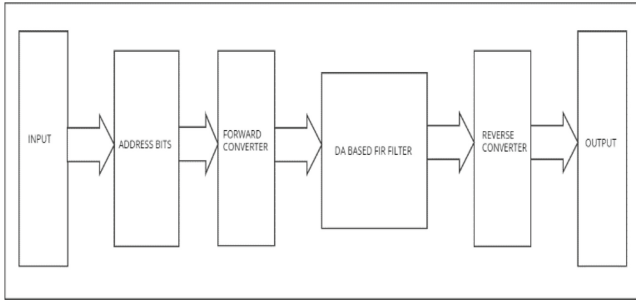 INPUT
ADDRESS BITS
FORWARD
CONVERTER
DA BASED FIR FILTER
REVERSE
CONVERTER
OUTPUT